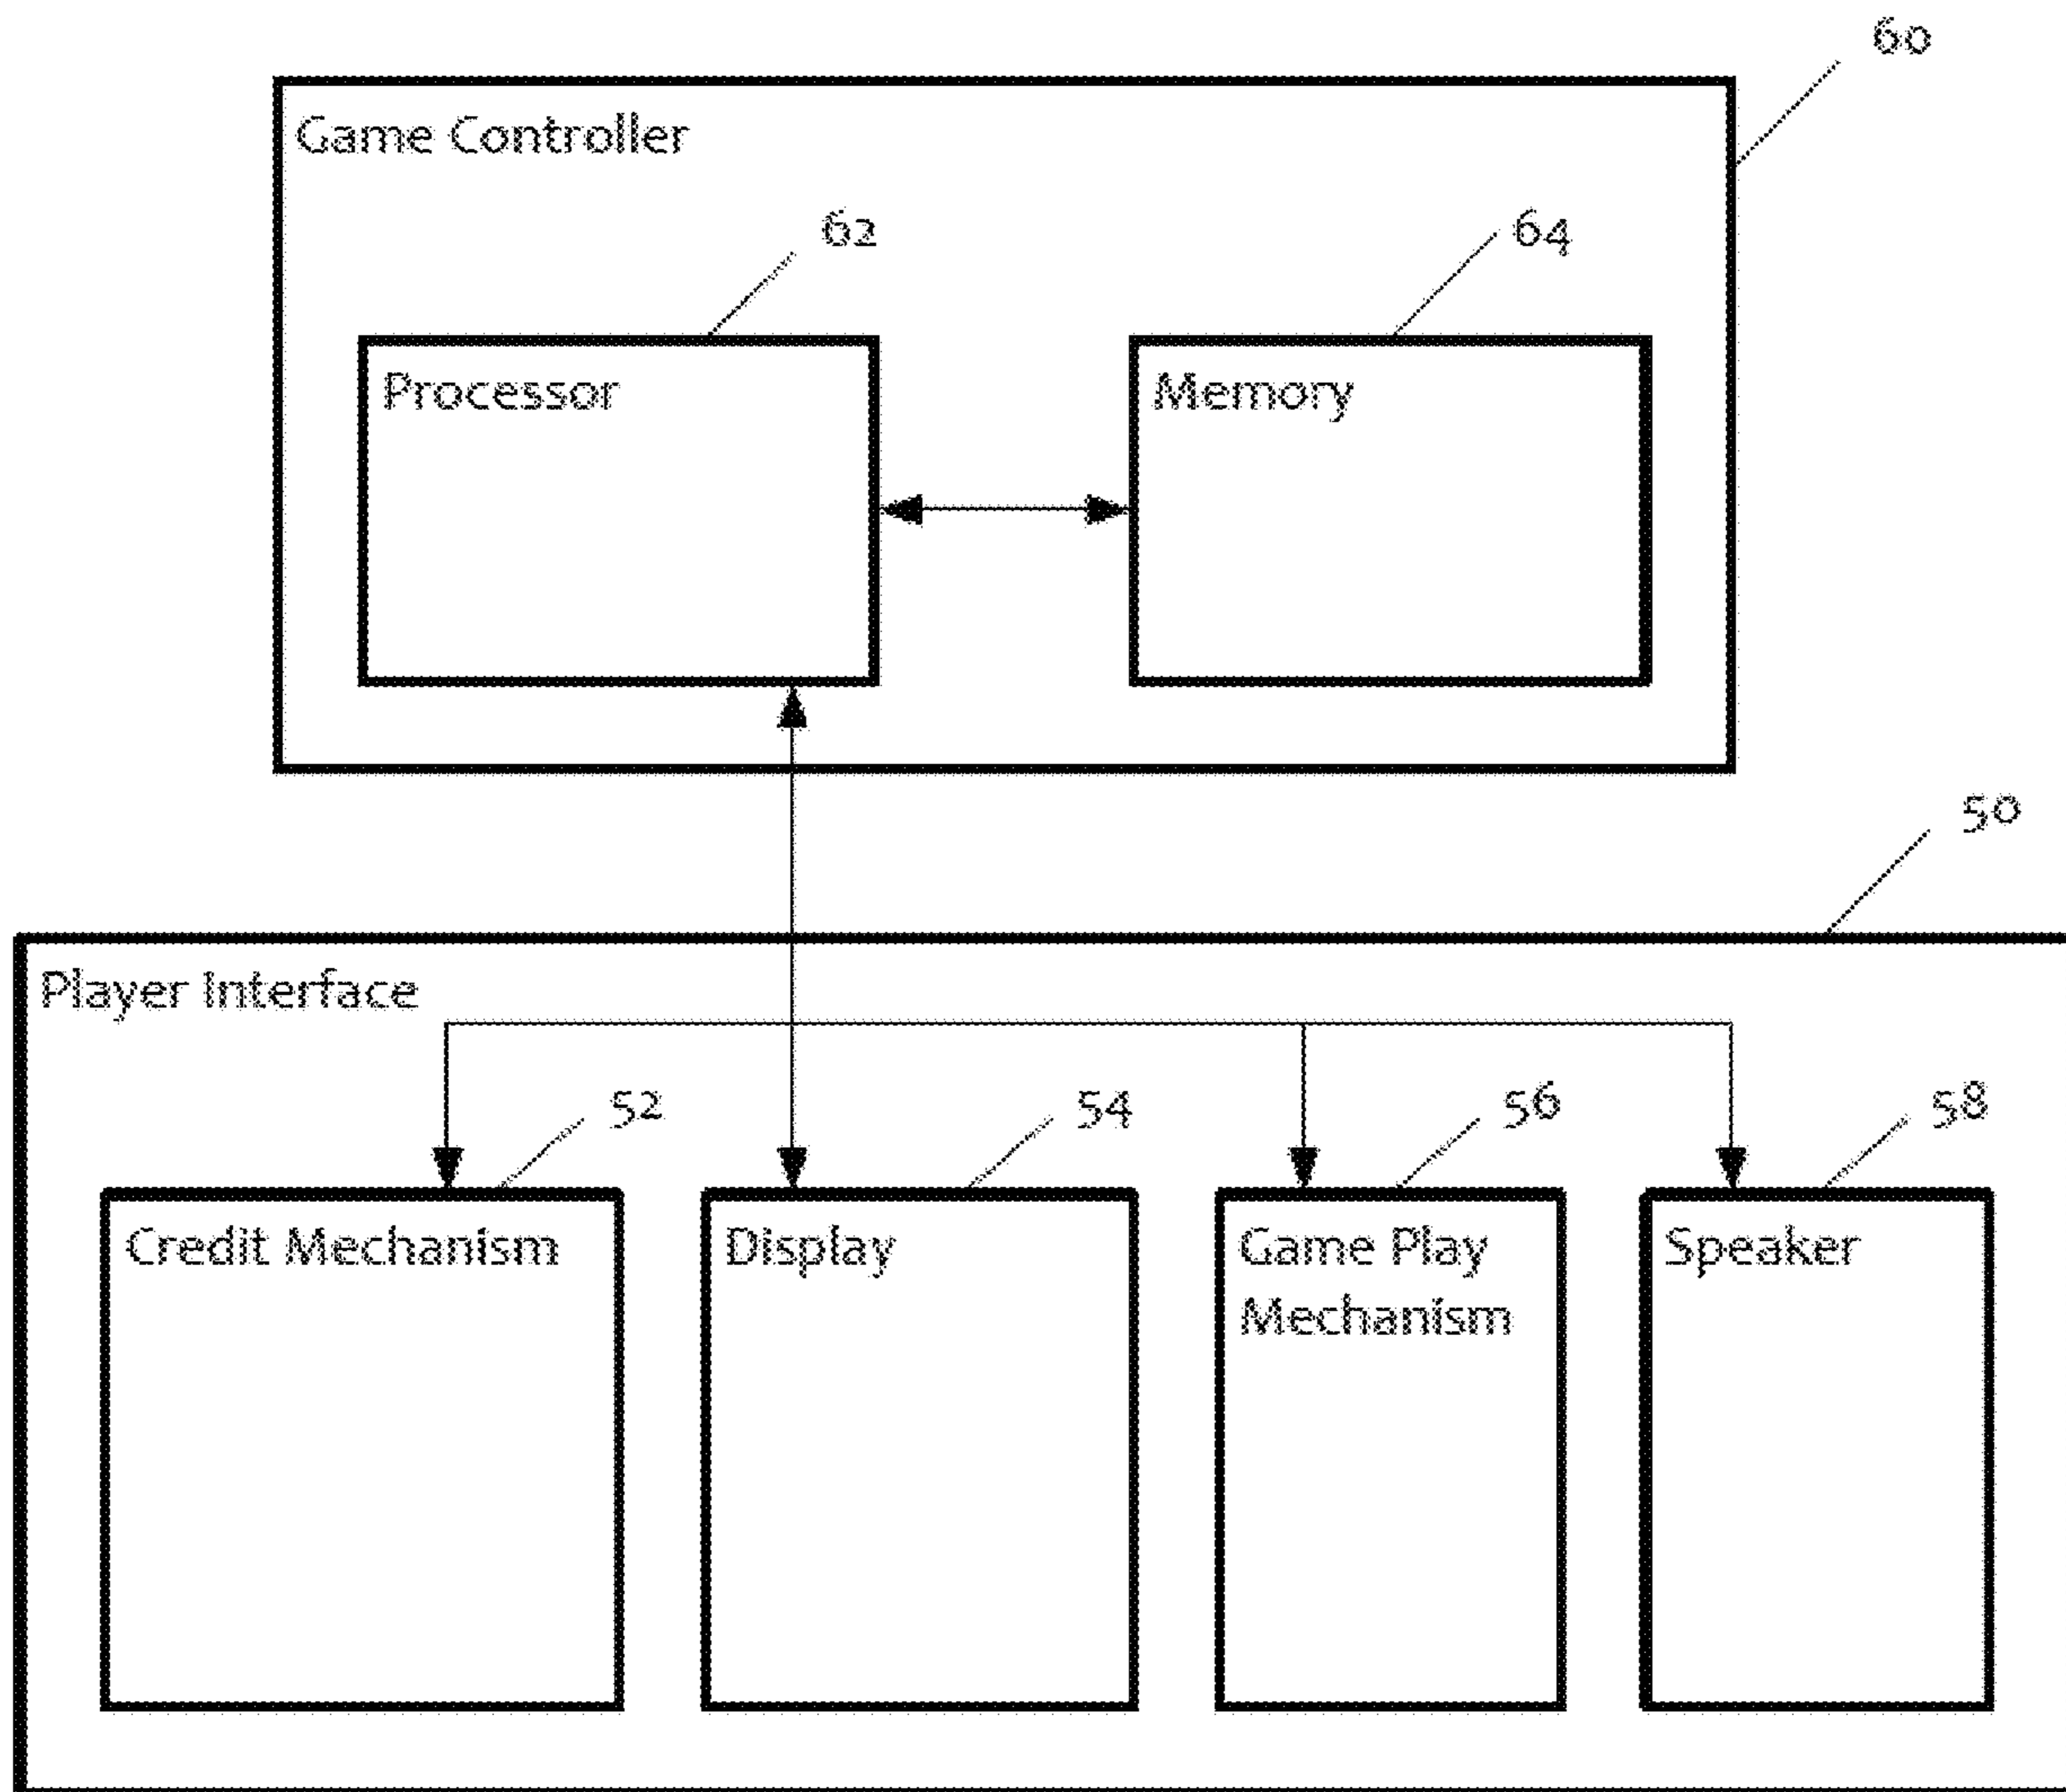 60
Game Controller
62
64
Processor
Memory
50
Player Interface
52
54
56
58
Credit Mechanism
Display
Game Play
Mechanism
Speaker